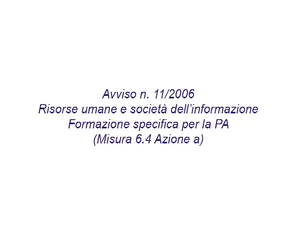 Avviso n. 11/2006
Risorse umane e società dell'informazione
Formazione specifica per la PA
(Misura 6.4 Azione a)